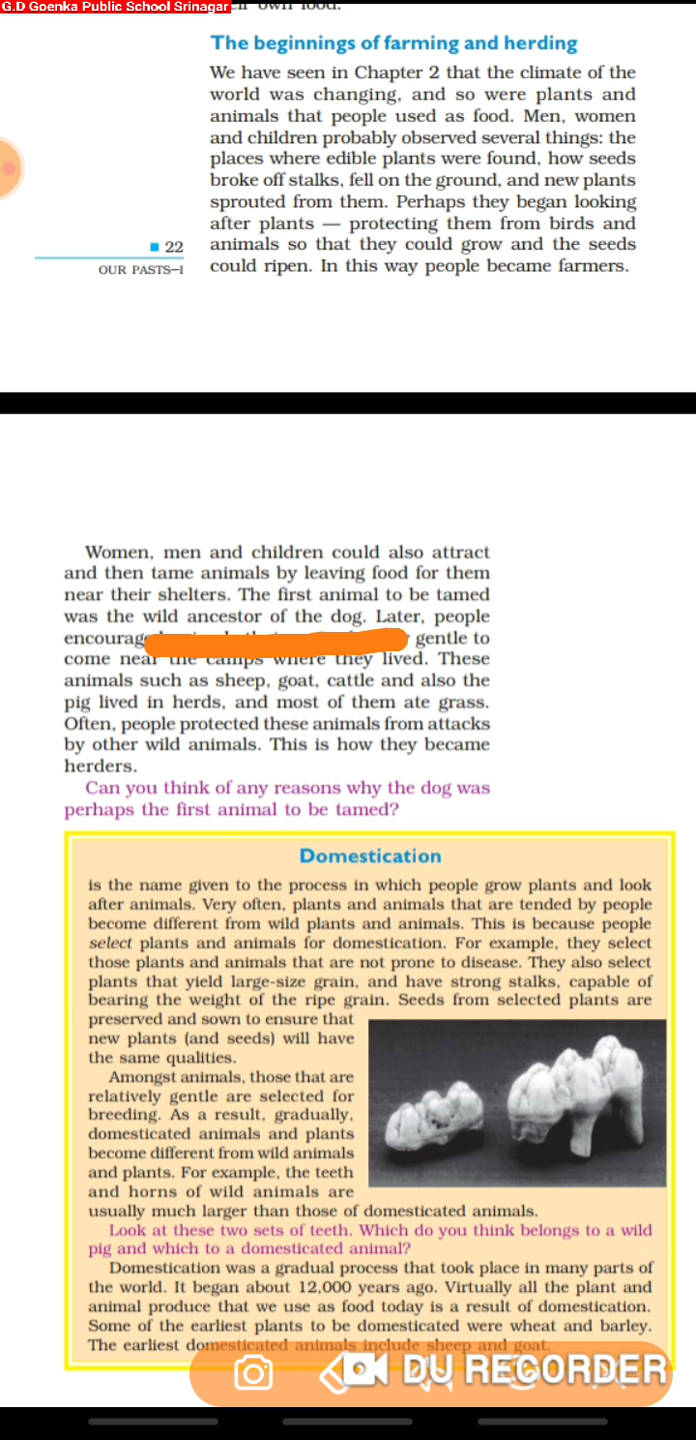 G.D Goenka Public School Srinagar own food.
The beginnings of farming and herding
We have seen in Chapter 2 that the climate of the
world was changing, and so were plants and
animals that people used as food. Men, women
and children probably observed several things: the
places where edible plants were found, how seeds
broke off stalks, fell on the ground, and new plants
sprouted from them. Perhaps they began looking
after plants — protecting them from birds and
animals so that they could grow and the seeds
could ripen. In this way people became farmers.
22
OUR PASTS–I
Women, men and children could also attract
and then tame animals by leaving food for them
near their shelters. The first animal to be tamed
was the wild ancestor of the dog. Later, people
gentle to
come near the camps where they lived. These
animals such as sheep, goat, cattle and also the
pig lived in herds, and most of them ate grass.
Often, people protected these animals from attacks
by other wild animals. This is how they became
herders.
Can you think of any reasons why the dog was
perhaps the first animal to be tamed?
Domestication
is the name given to the process in which people grow plants and look
after animals. Very often, plants and animals that are tended by people
become different from wild plants and animals. This is because people
select plants and animals for domestication. For example, they select
those plants and animals that are not prone to disease. They also select
plants that yield large-size grain, and have strong stalks, capable of
bearing the weight of the ripe grain. Seeds from selected plants are
preserved and sown to ensure that
new plants (and seeds) will have
the same qualities.
Amongst animals, those that are
relatively gentle are selected for
breeding. As a result, gradually,
domesticated animals and plants
become different from wild animals
and plants. For example, the teeth
and horns of wild animals are
usually much larger than those of domesticated animals.
Look at these two sets of teeth. Which do you think belongs to a wild
pig and which to a domesticated animal?
Domestication was a gradual process that took place in many parts of
the world. It began about 12,000 years ago. Virtually all the plant and
animal produce that we use as food today is a result of domestication.
Some of the earliest plants to be domesticated were wheat and barley.
The earliest domesticated animals include sheep and goat.
DU RECORDER